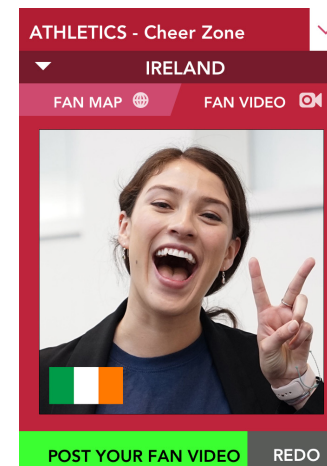 ATHLETICS - Cheer Zone
IRELAND
FAN MAP
FAN VIDEO
POST YOUR FAN VIDEO
REDO